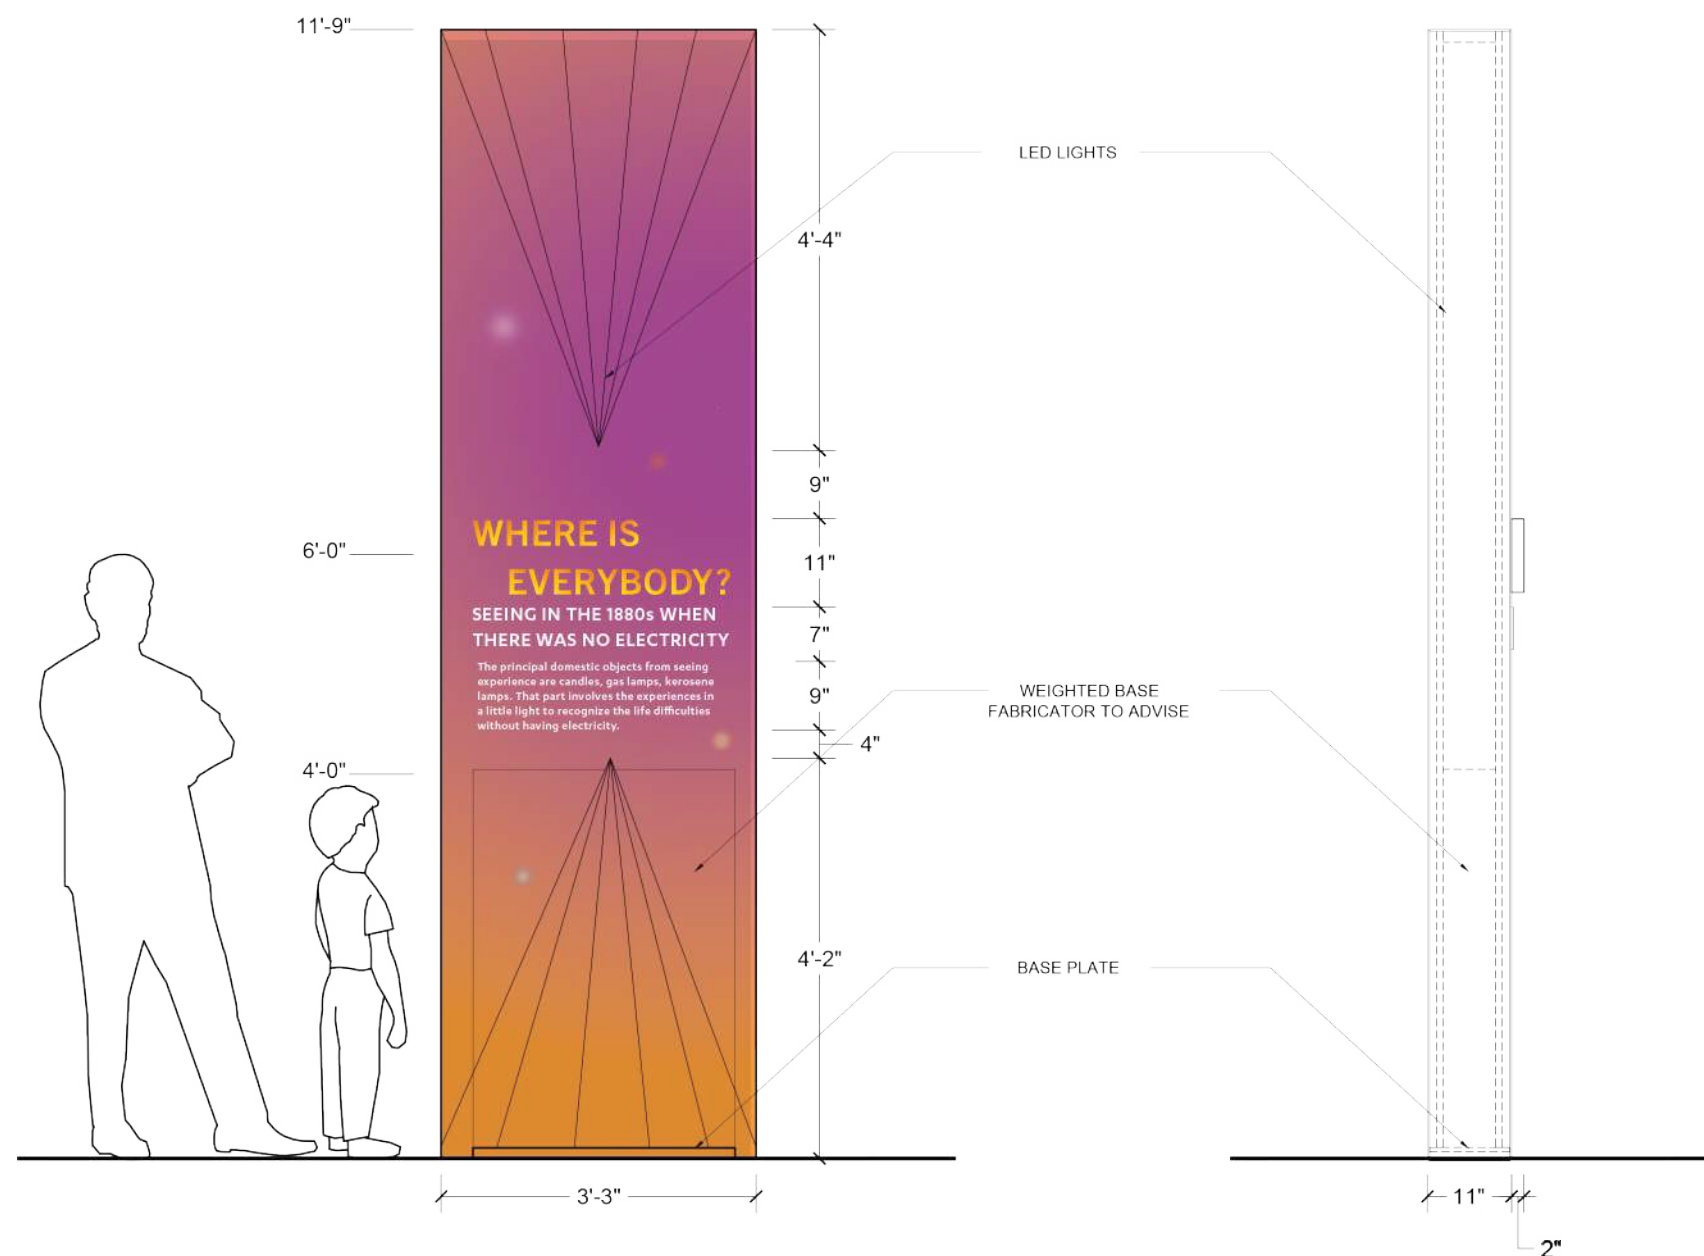 11'-9"
LED LIGHTS
4'-4"
9"
WHERE IS
EVERYBODY?
6'-0"
11"
SEEING IN THE 1880s WHEN
THERE WAS NO ELECTRICITY
7"
The principal domestic objects from seeing
experience are candles, gas lamps, kerosene
lamps. That part involves the experiences in
a little light to recognize the life difficulties
without having electricity.
9"
WEIGHTED BASE
FABRICATOR TO ADVISE
4"
4'-0"
4'-2"
BASE PLATE
3'-3"
11"
2"